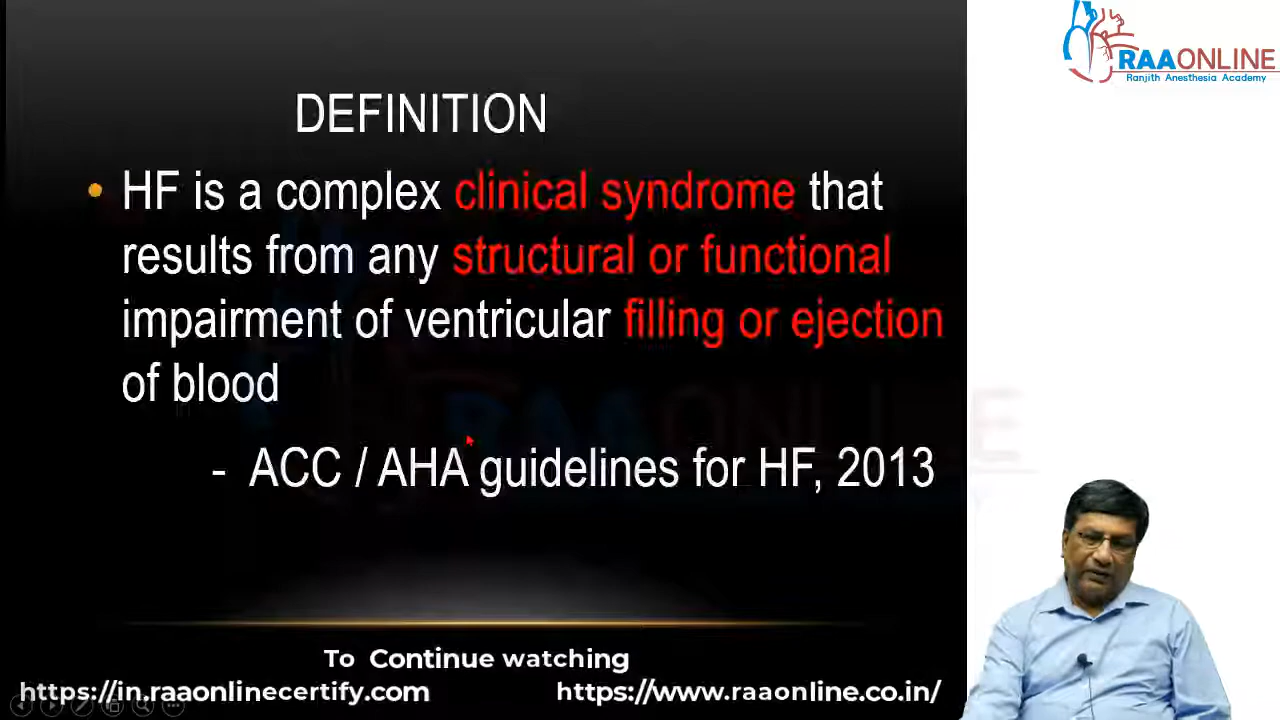 RAAONLINE
Ranjith Anesthesia Academy
DEFINITION
• HF is a complex clinical syndrome that
results from any structural or functional
impairment of ventricular filling or ejection
of blood
- ACC / AHA guidelines for HF, 2013
RAAONLINE
To Continue watching
https://in.raaonlinecertify.com
https://www.raaonline.co.in/